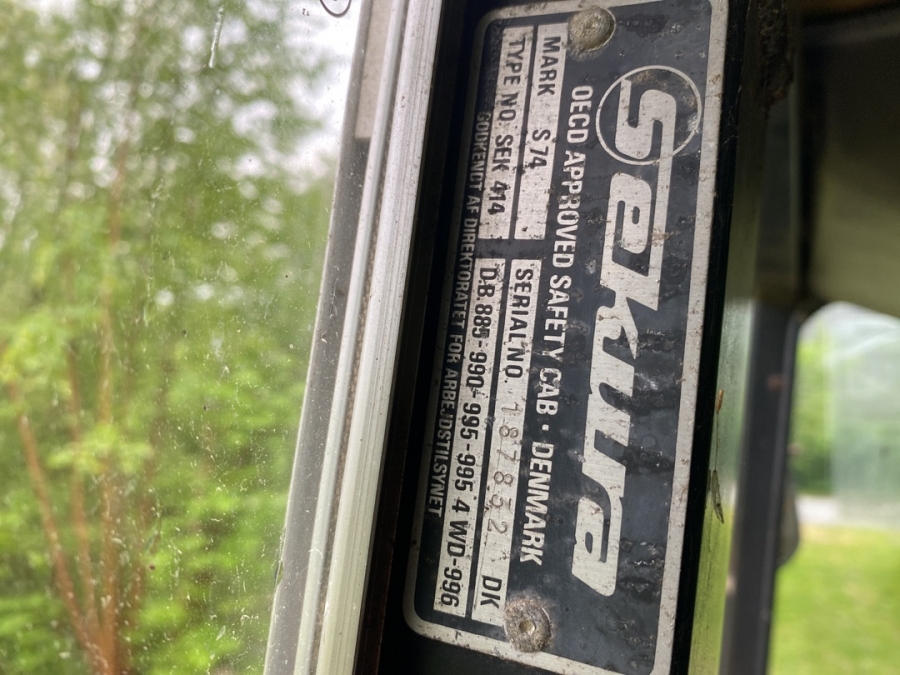 Sekura
OECD APPROVED SAFETY CAB · DENMARK
MARK S 74
SERIAL NO. 187832 DK
TYPE NO. SEK 414
D.B. 885-990-995-995 4 WD-996
GODKENDT AF DIREKTORATET FOR ARBEJDSTILSYNET